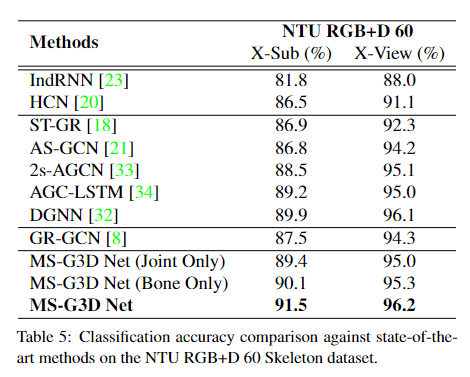 Methods NTU RGB+D 60
X-Sub (%) X-View (%)
IndRNN [23] 81.8 88.0
HCN [20] 86.5 91.1
ST-GR [18] 86.9 92.3
AS-GCN [21] 86.8 94.2
2s-AGCN [33] 88.5 95.1
AGC-LSTM [34] 89.2 95.0
DGNN [32] 89.9 96.1
GR-GCN [8] 87.5 94.3
MS-G3D Net (Joint Only) 89.4 95.0
MS-G3D Net (Bone Only) 90.1 95.3
MS-G3D Net 91.5 96.2
Table 5: Classification accuracy comparison against state-of-the-
art methods on the NTU RGB+D 60 Skeleton dataset.